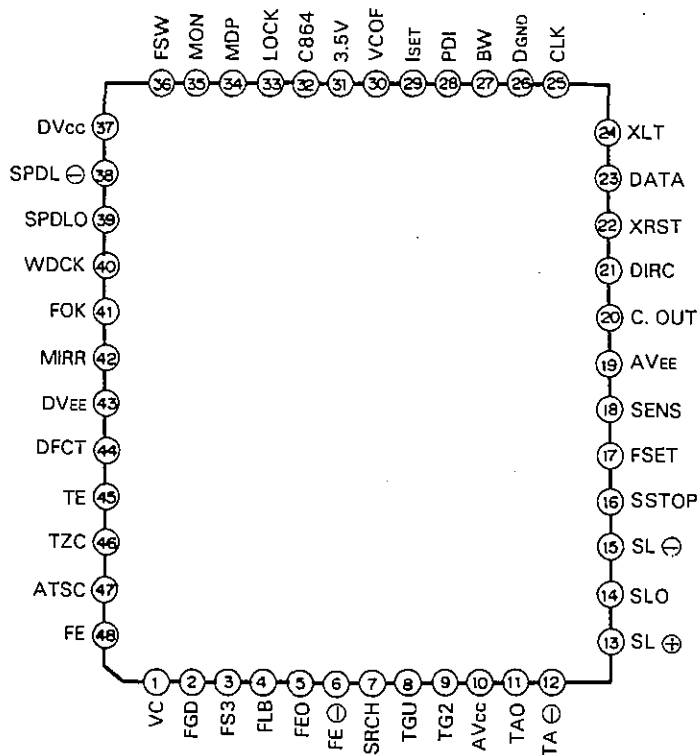 FSW MON MDP LOCK C864 3.5V VCOF ISET PDI BW DGND CLK
36 35 34 33 32 31 30 29 28 27 26 25
DVcc 37
SPDL ⊖ 38
SPDLO 39
WDCK 40
FOK 41
MIRR 42
DVEE 43
DFCT 44
TE 45
TZC 46
ATSC 47
FE 48
24 XLT
23 DATA
22 XRST
21 DIRC
20 C. OUT
19 AVEE
18 SENS
17 FSET
16 SSTOP
15 SL ⊖
14 SLO
13 SL ⊕
1 2 3 4 5 6 7 8 9 10 11 12
VC FGD FS3 FLB FEO FE ⊖ SRCH TGU TG2 AVcc TAO TA ⊖